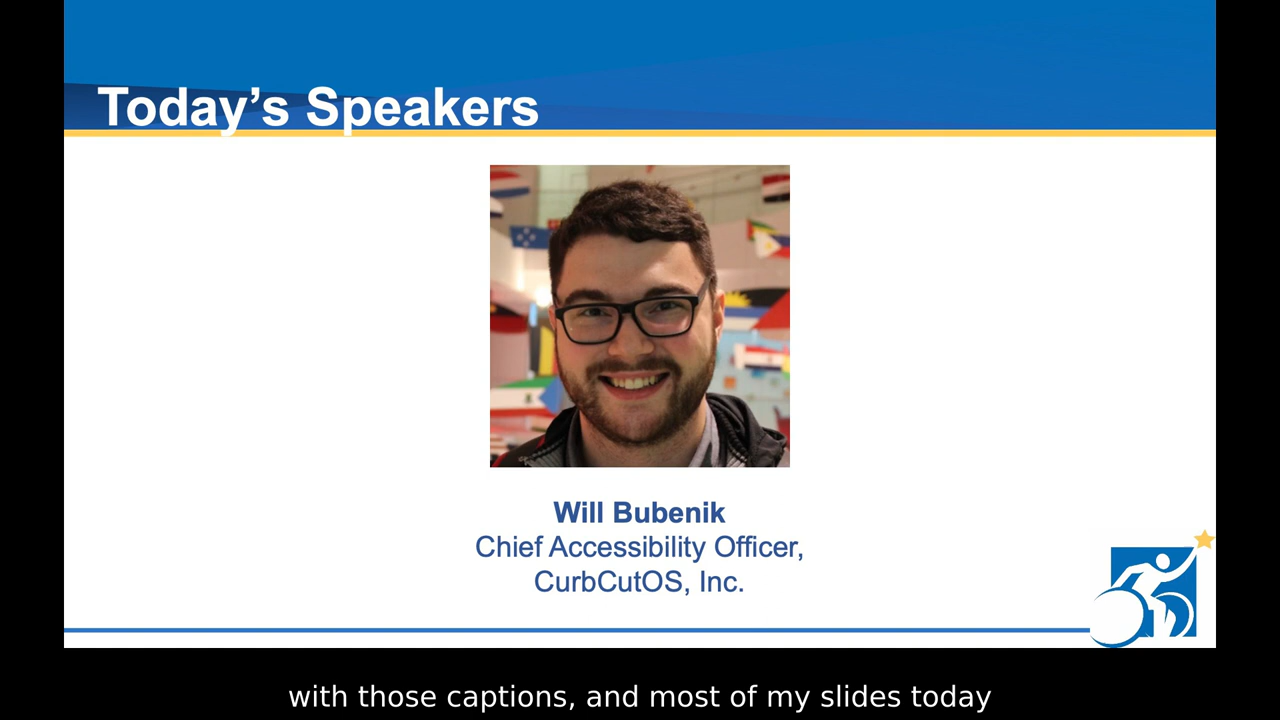 Today’s Speakers
Will Bubenik
Chief Accessibility Officer,
CurbCutOS, Inc.
with those captions, and most of my slides today